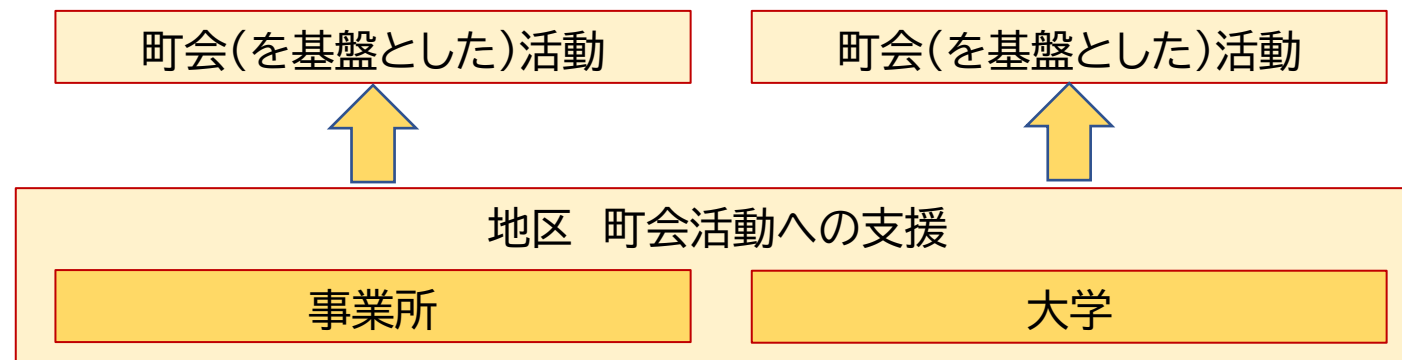 町会（を基盤とした）活動
町会（を基盤とした）活動
地区　町会活動への支援
事業所
大学